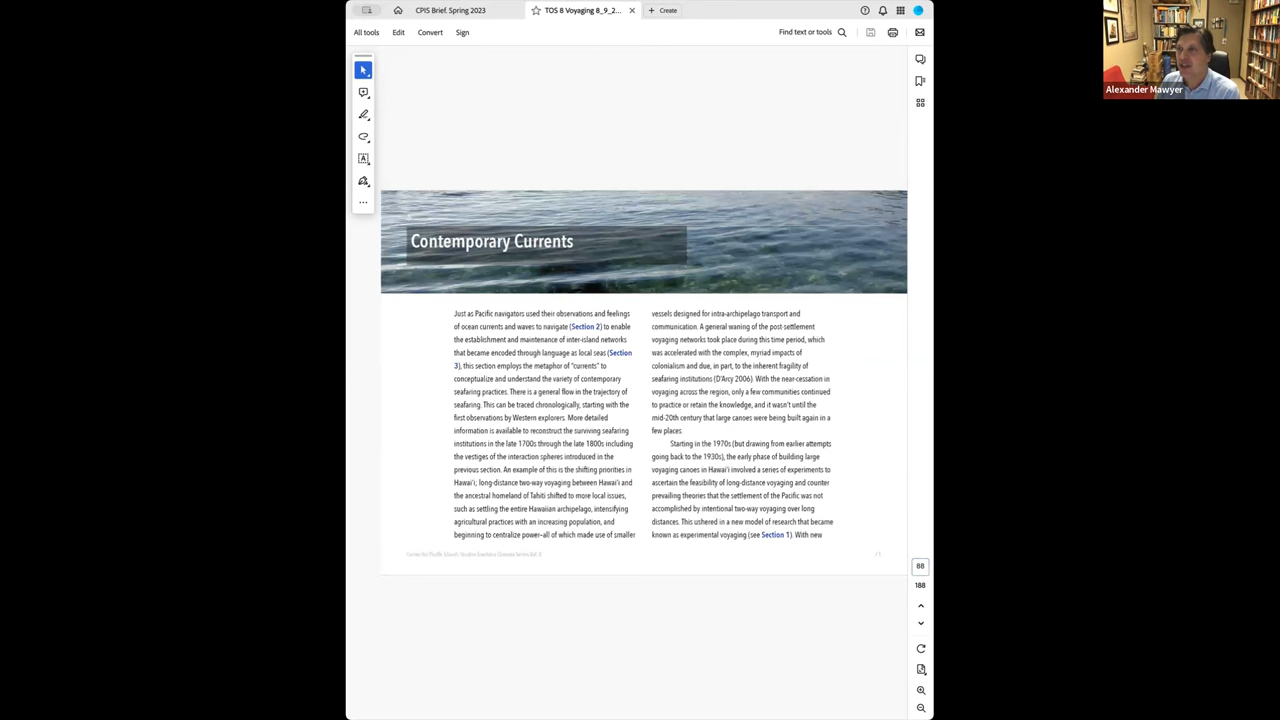 CPIS Brief. Spring 2023
TOS 8 Voyaging 8_9_2...
Create
All tools
Edit
Convert
Sign
Find text or tools
Alexander Mawyer
Contemporary Currents
Just as Pacific navigators used their observations and feelings
of ocean currents and waves to navigate (Section 2) to enable
the establishment and maintenance of inter-island networks
that became encoded through language as local seas (Section
3), this section employs the metaphor of "currents" to
conceptualize and understand the variety of contemporary
seafaring practices. There is a general flow in the trajectory of
seafaring. This can be traced chronologically, starting with the
first observations by Western explorers. More detailed
information is available to reconstruct the surviving seafaring
institutions in the late 1700s through the late 1800s including
the vestiges of the interaction spheres introduced in the
previous section. An example of this is the shifting priorities in
Hawai'i; long-distance two-way voyaging between Hawai'i and
the ancestral homeland of Tahiti shifted to more local issues,
such as settling the entire Hawaiian archipelago, intensifying
agricultural practices with an increasing population, and
beginning to centralize power–all of which made use of smaller
vessels designed for intra-archipelago transport and
communication. A general waning of the post-settlement
voyaging networks took place during this time period, which
was accelerated with the complex, myriad impacts of
colonialism and due, in part, to the inherent fragility of
seafaring institutions (D'Arcy 2006). With the near-cessation in
voyaging across the region, only a few communities continued
to practice or retain the knowledge, and it wasn't until the
mid-20th century that large canoes were being built again in a
few places.
Starting in the 1970s (but drawing from earlier attempts
going back to the 1930s), the early phase of building large
voyaging canoes in Hawai'i involved a series of experiments to
ascertain the feasibility of long-distance voyaging and counter
prevailing theories that the settlement of the Pacific was not
accomplished by intentional two-way voyaging over long
distances. This ushered in a new model of research that became
known as experimental voyaging (see Section 1). With new
/ 1
88
188